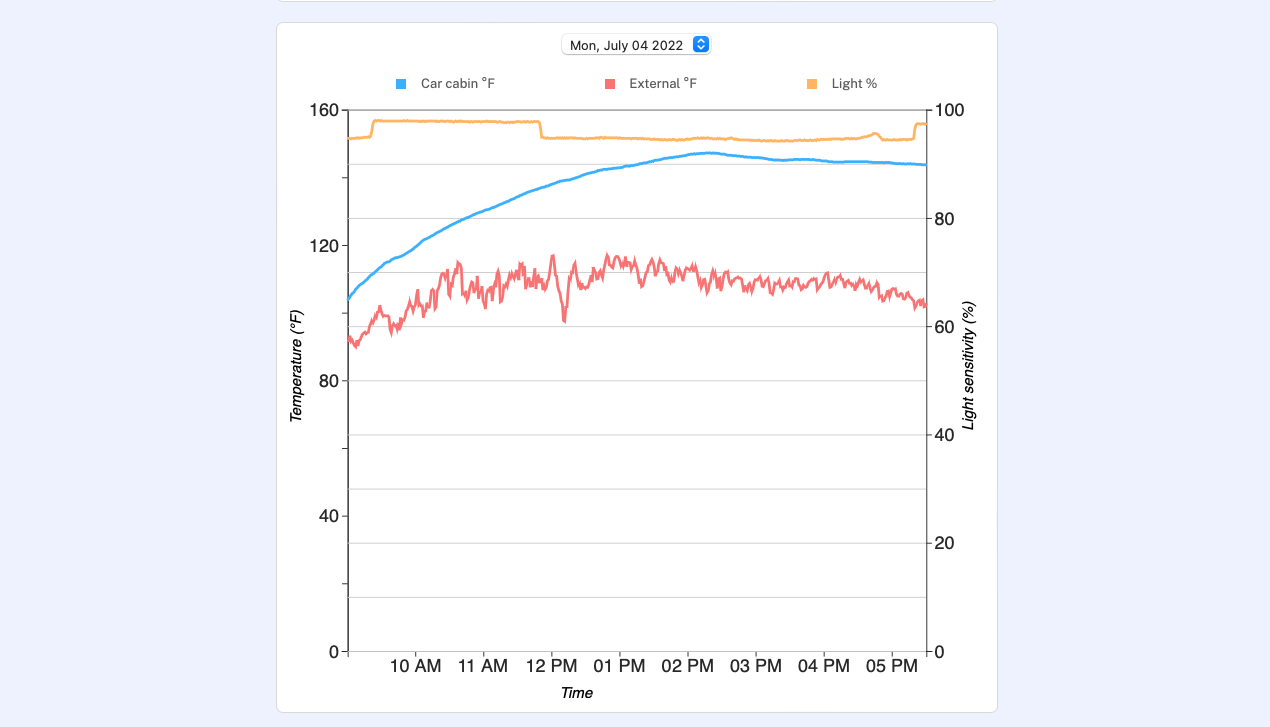 Mon, July 04 2022
Car cabin °F
External °F
Light %
160
120
80
40
0
Temperature (°F)
100
80
60
40
20
0
Light sensitivity (%)
10 AM 11 AM 12 PM 01 PM 02 PM 03 PM 04 PM 05 PM
Time